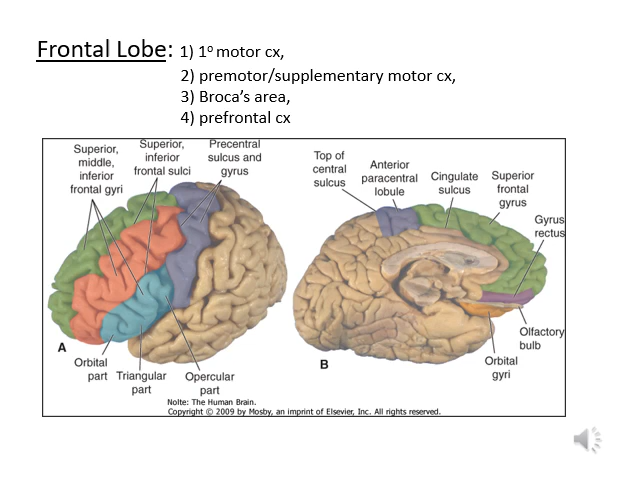 Frontal Lobe: 1) 1º motor cx,
2) premotor/supplementary motor cx,
3) Broca's area,
4) prefrontal cx
Superior,
middle,
inferior
frontal gyri
Superior,
inferior
frontal sulci
Precentral
sulcus and
gyrus
Top of
central
sulcus
Anterior
paracentral
lobule
Cingulate
sulcus
Superior
frontal
gyrus
Gyrus
rectus
A
Orbital
part
Triangular
part
Opercular
part
B
Olfactory
bulb
Orbital
gyri
Nolte: The Human Brain.
Copyright © 2009 by Mosby, an imprint of Elsevier, Inc. All rights reserved.